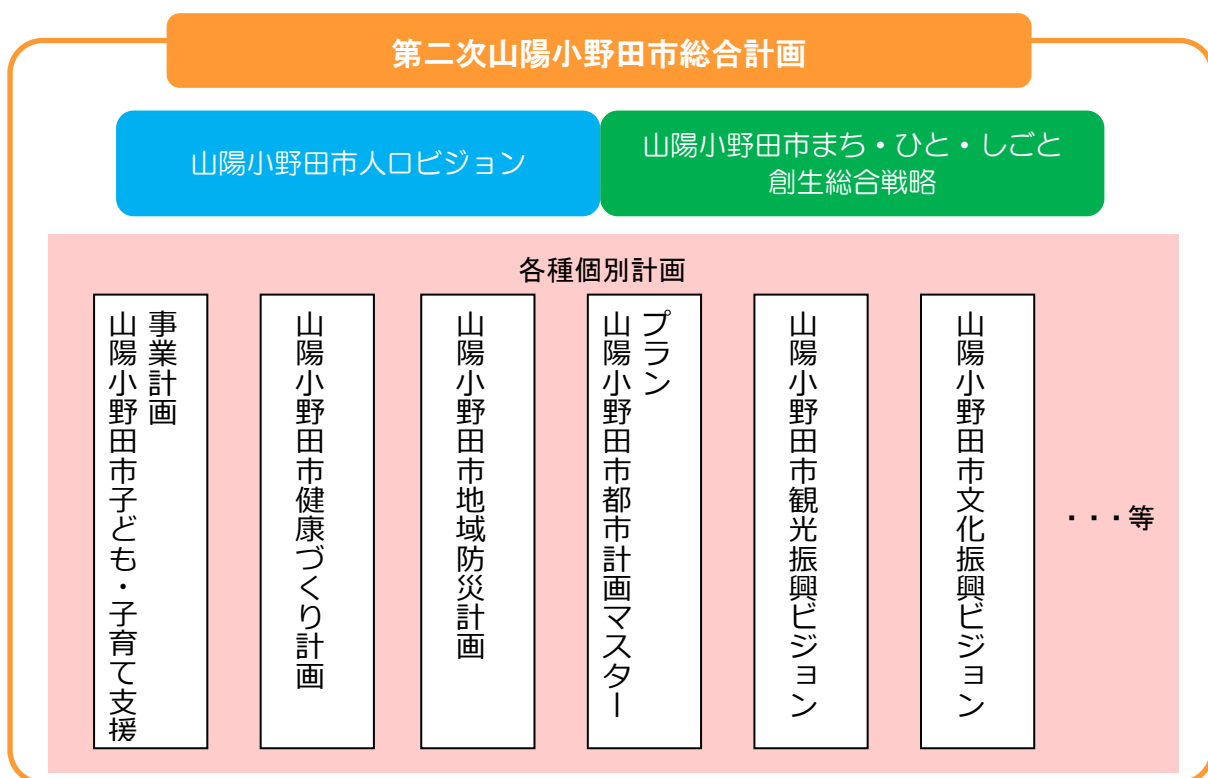 第二次山陽小野田市総合計画
山陽小野田市人口ビジョン
山陽小野田市まち・ひと・しごと
創生総合戦略
各種個別計画
山陽小野田市子ども・子育て支援
事業計画
山陽小野田市健康づくり計画
山陽小野田市地域防災計画
山陽小野田市都市計画マスター
プラン
山陽小野田市観光振興ビジョン
山陽小野田市文化振興ビジョン
・・・等